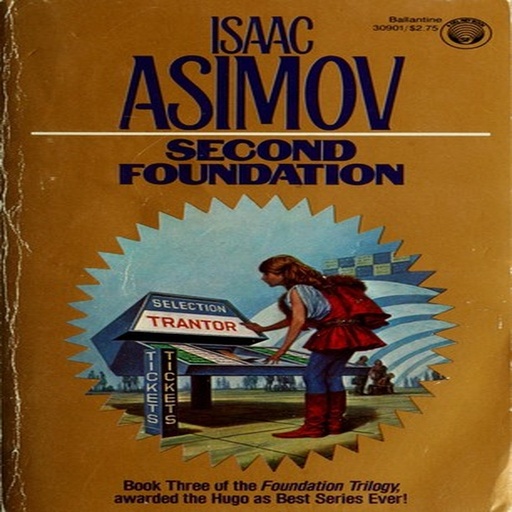 ISAAC
ASIMOV
Ballantine
30901/$2.75
SECOND
FOUNDATION
SELECTION
TRANTOR
TICKETS
TICKETS
Book Three of the Foundation Trilogy,
awarded the Hugo as Best Series Ever!